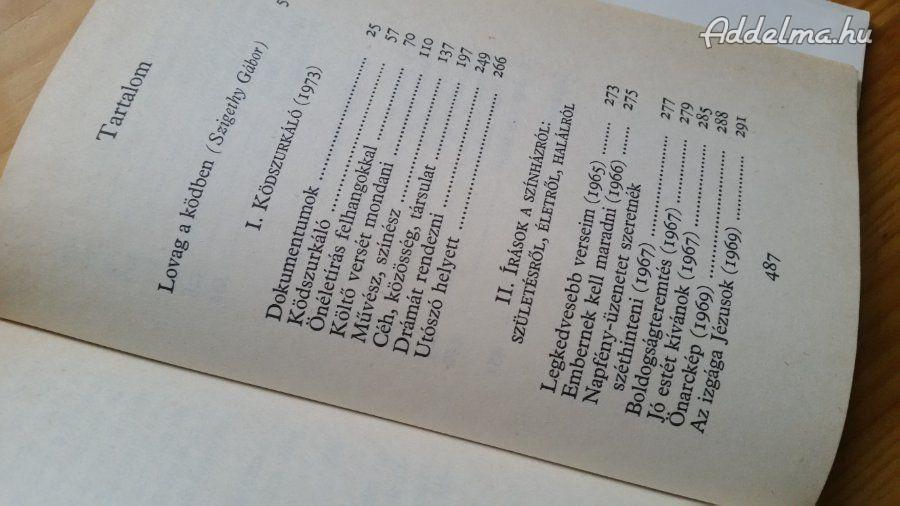 Addelma.hu
Tartalom
Lovag a ködben (Szigethy Gábor) 5
I. KÖDSZURKÁLÓ (1973)
Dokumentumok 25
Ködszurkáló 57
Önéletírás felhangokkal 70
Költő versét mondani 110
Művész, színész 137
Céh, közösség, társulat 197
Drámát rendezni 249
Utószó helyett 266
II. ÍRÁSOK A SZÍNHÁZRÓL:
SZÜLETÉSRŐL, ÉLETRŐL, HALÁLRÓL
Legkedvesebb verseim (1965) 273
Embernek kell maradni (1966) 275
Napfény-üzenetet szeretnék
széthinteni (1967) 277
Boldogságteremtés (1967) 279
Jó estét kívánok (1967) 285
Önarckép (1969) 288
Az izgága Jézusok (1969) 291
487